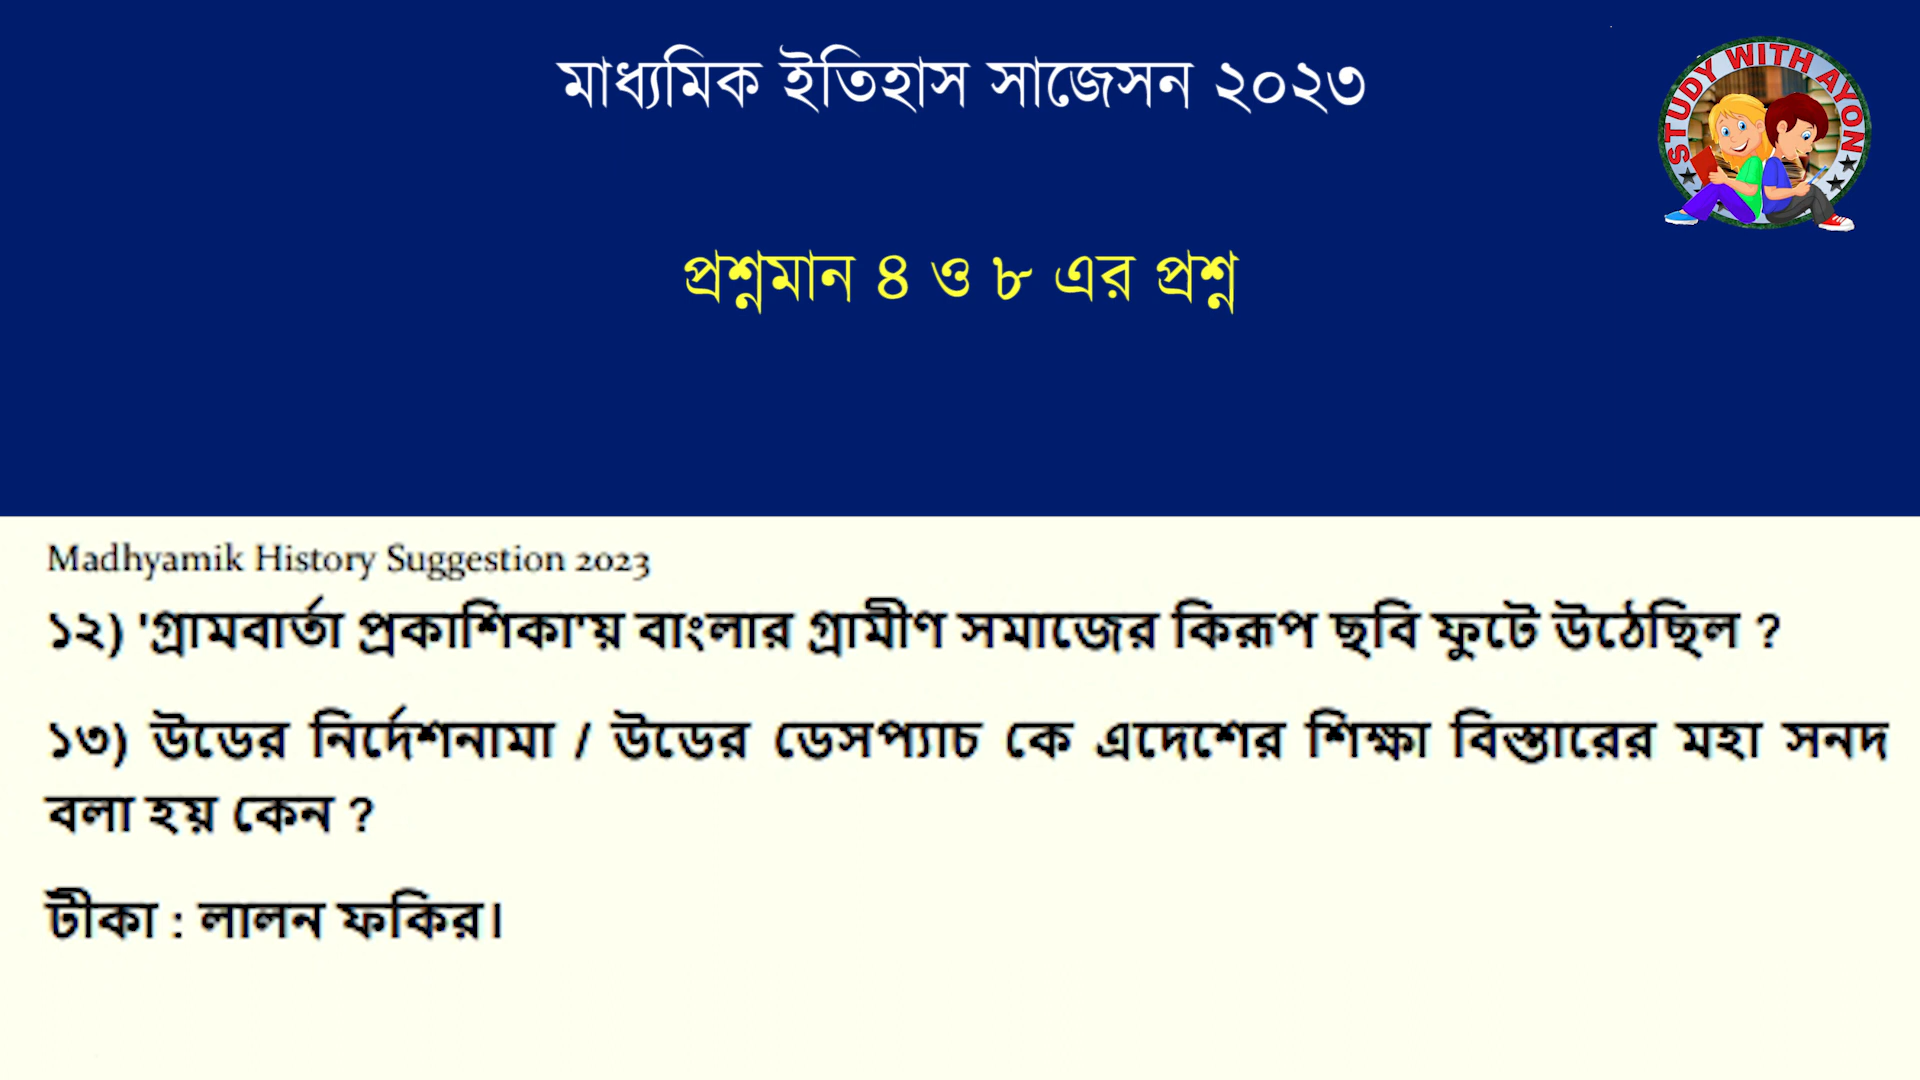 মাধ্যমিক ইতিহাস সাজেসন ২০২৩
STUDY WITH AYON
প্রশ্নমান ৪ ও ৮ এর প্রশ্ন
Madhyamik History Suggestion 2023
১২) 'গ্রামবার্তা প্রকাশিকা'য় বাংলার গ্রামীণ সমাজের কিরূপ ছবি ফুটে উঠেছিল ?
১৩) উডের নির্দেশনামা / উডের ডেসপ্যাচ কে এদেশের শিক্ষা বিস্তারের মহা সনদ
বলা হয় কেন ?
টীকা : লালন ফকির।